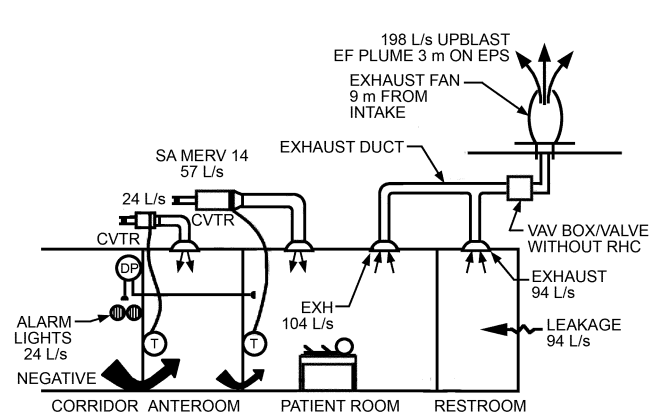 198 L/s UPBLAST
EF PLUME 3 m ON EPS
EXHAUST FAN
9 m FROM
INTAKE
EXHAUST DUCT
SA MERV 14
57 L/s
24 L/s
CVTR
CVTR
VAV BOX/VALVE
WITHOUT RHC
DP
EXH
104 L/s
EXHAUST
94 L/s
ALARM
LIGHTS
24 L/s
T
T
LEAKAGE
94 L/s
NEGATIVE
CORRIDOR
ANTEROOM
PATIENT ROOM
RESTROOM